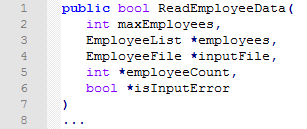 1 public bool ReadEmployeeData(
2 int maxEmployees,
3 EmployeeList *employees,
4 EmployeeFile *inputFile,
5 int *employeeCount,
6 bool *isInputError
7 )
8 ...